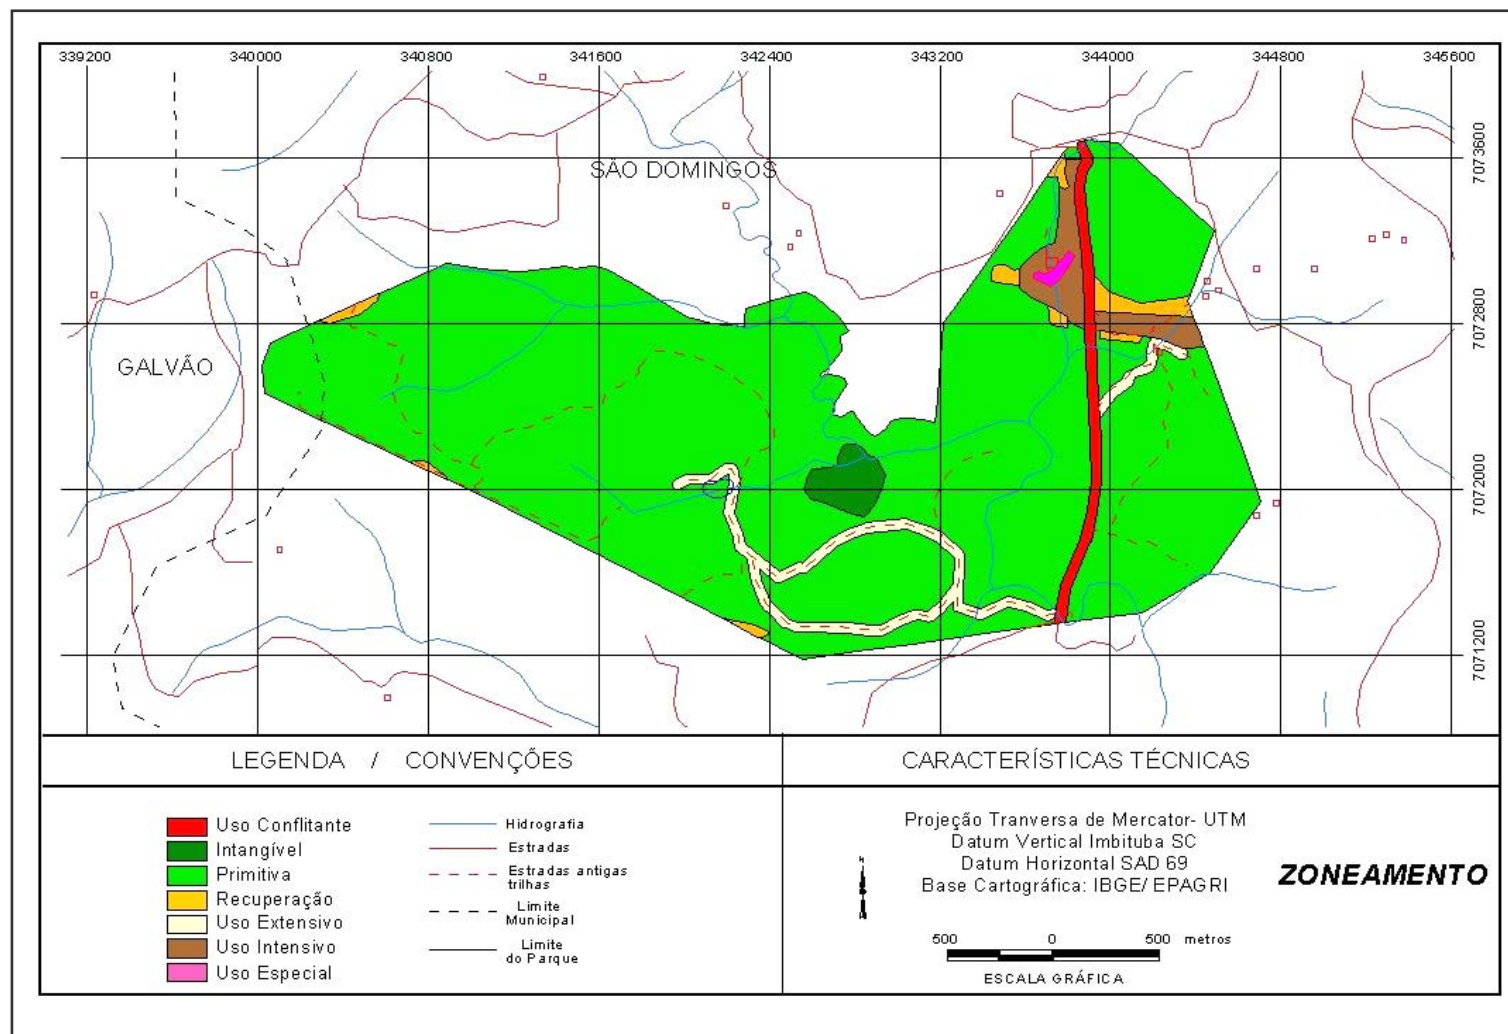 339200 340000 340800 341600 342400 343200 344000 344800 345600
7073600
SÃO DOMINGOS
7072800
GALVÃO
7072000
7071200
LEGENDA / CONVENÇÕES
Uso Conflitante
Intangível
Primitiva
Recuperação
Uso Extensivo
Uso Intensivo
Uso Especial
Hidrografia
Estradas
Estradas antigas
trilhas
Limite
Municipal
Limite
do Parque
CARACTERÍSTICAS TÉCNICAS
Projeção Tranversa de Mercator- UTM
Datum Vertical Imbituba SC
Datum Horizontal SAD 69
Base Cartográfica: IBGE/ EPAGRI
ZONEAMENTO
500 0 500 metros
ESCALA GRÁFICA